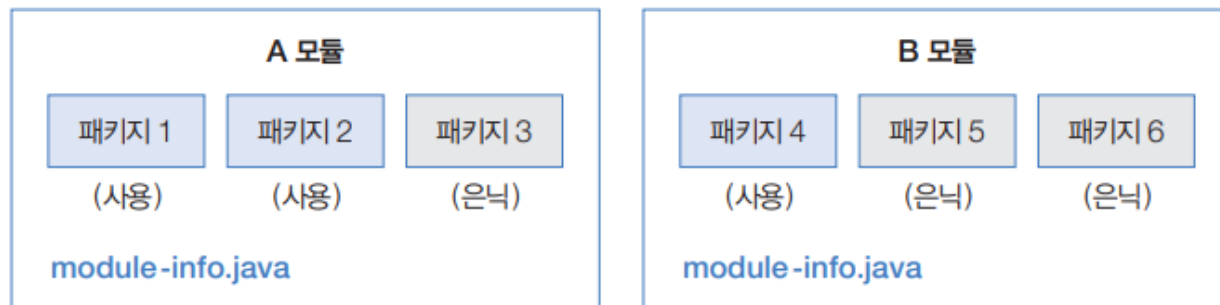 A 모듈
패키지 1
패키지 2
패키지 3
(사용)
(사용)
(은닉)
module-info.java
B 모듈
패키지 4
패키지 5
패키지 6
(사용)
(은닉)
(은닉)
module-info.java